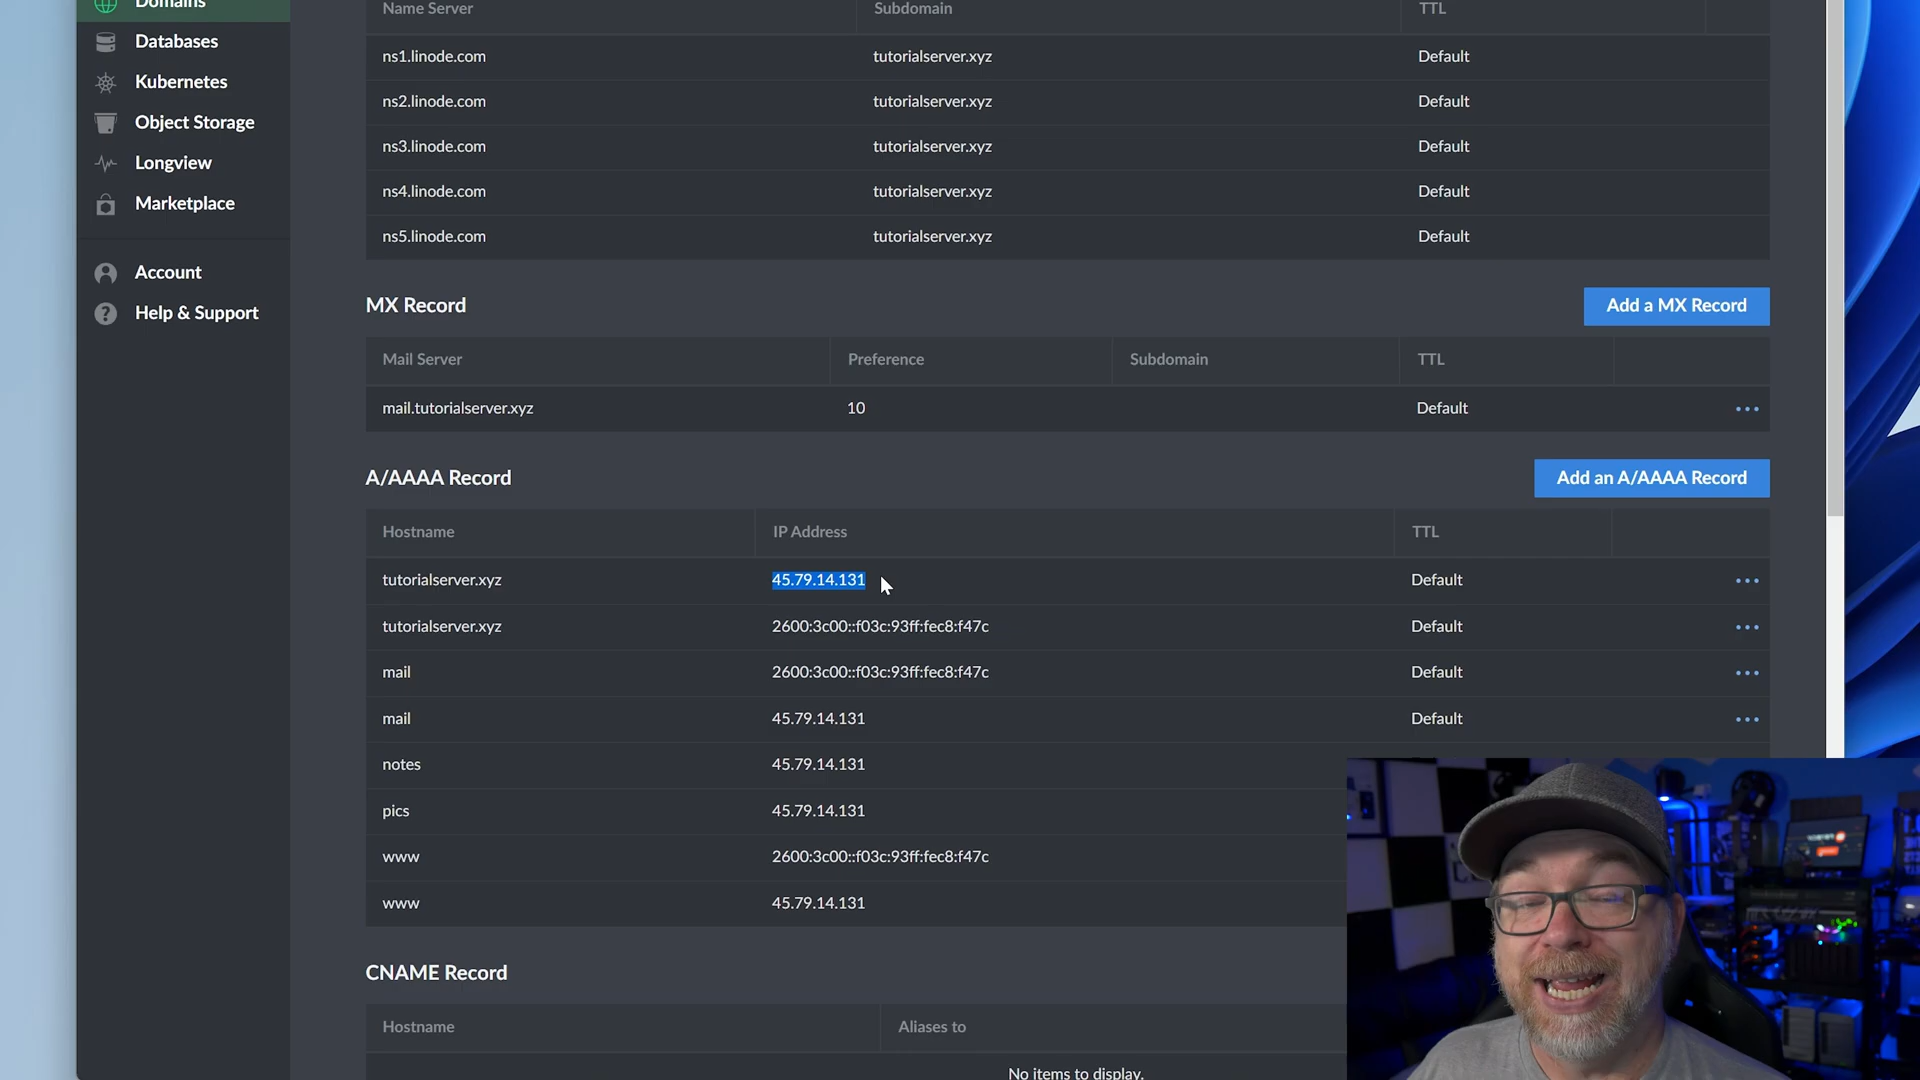 Domains
Databases
Kubernetes
Object Storage
Longview
Marketplace
Account
Help & Support
Name Server Subdomain TTL
ns1.linode.com tutorialserver.xyz Default
ns2.linode.com tutorialserver.xyz Default
ns3.linode.com tutorialserver.xyz Default
ns4.linode.com tutorialserver.xyz Default
ns5.linode.com tutorialserver.xyz Default
MX Record Add a MX Record
Mail Server Preference Subdomain TTL
mail.tutorialserver.xyz 10 Default
A/AAAA Record Add an A/AAAA Record
Hostname IP Address TTL
tutorialserver.xyz 45.79.14.131 Default
tutorialserver.xyz 2600:3c00::f03c:93ff:fec8:f47c Default
mail 2600:3c00::f03c:93ff:fec8:f47c Default
mail 45.79.14.131 Default
notes 45.79.14.131
pics 45.79.14.131
www 2600:3c00::f03c:93ff:fec8:f47c
www 45.79.14.131
CNAME Record
Hostname Aliases to
No items to display.